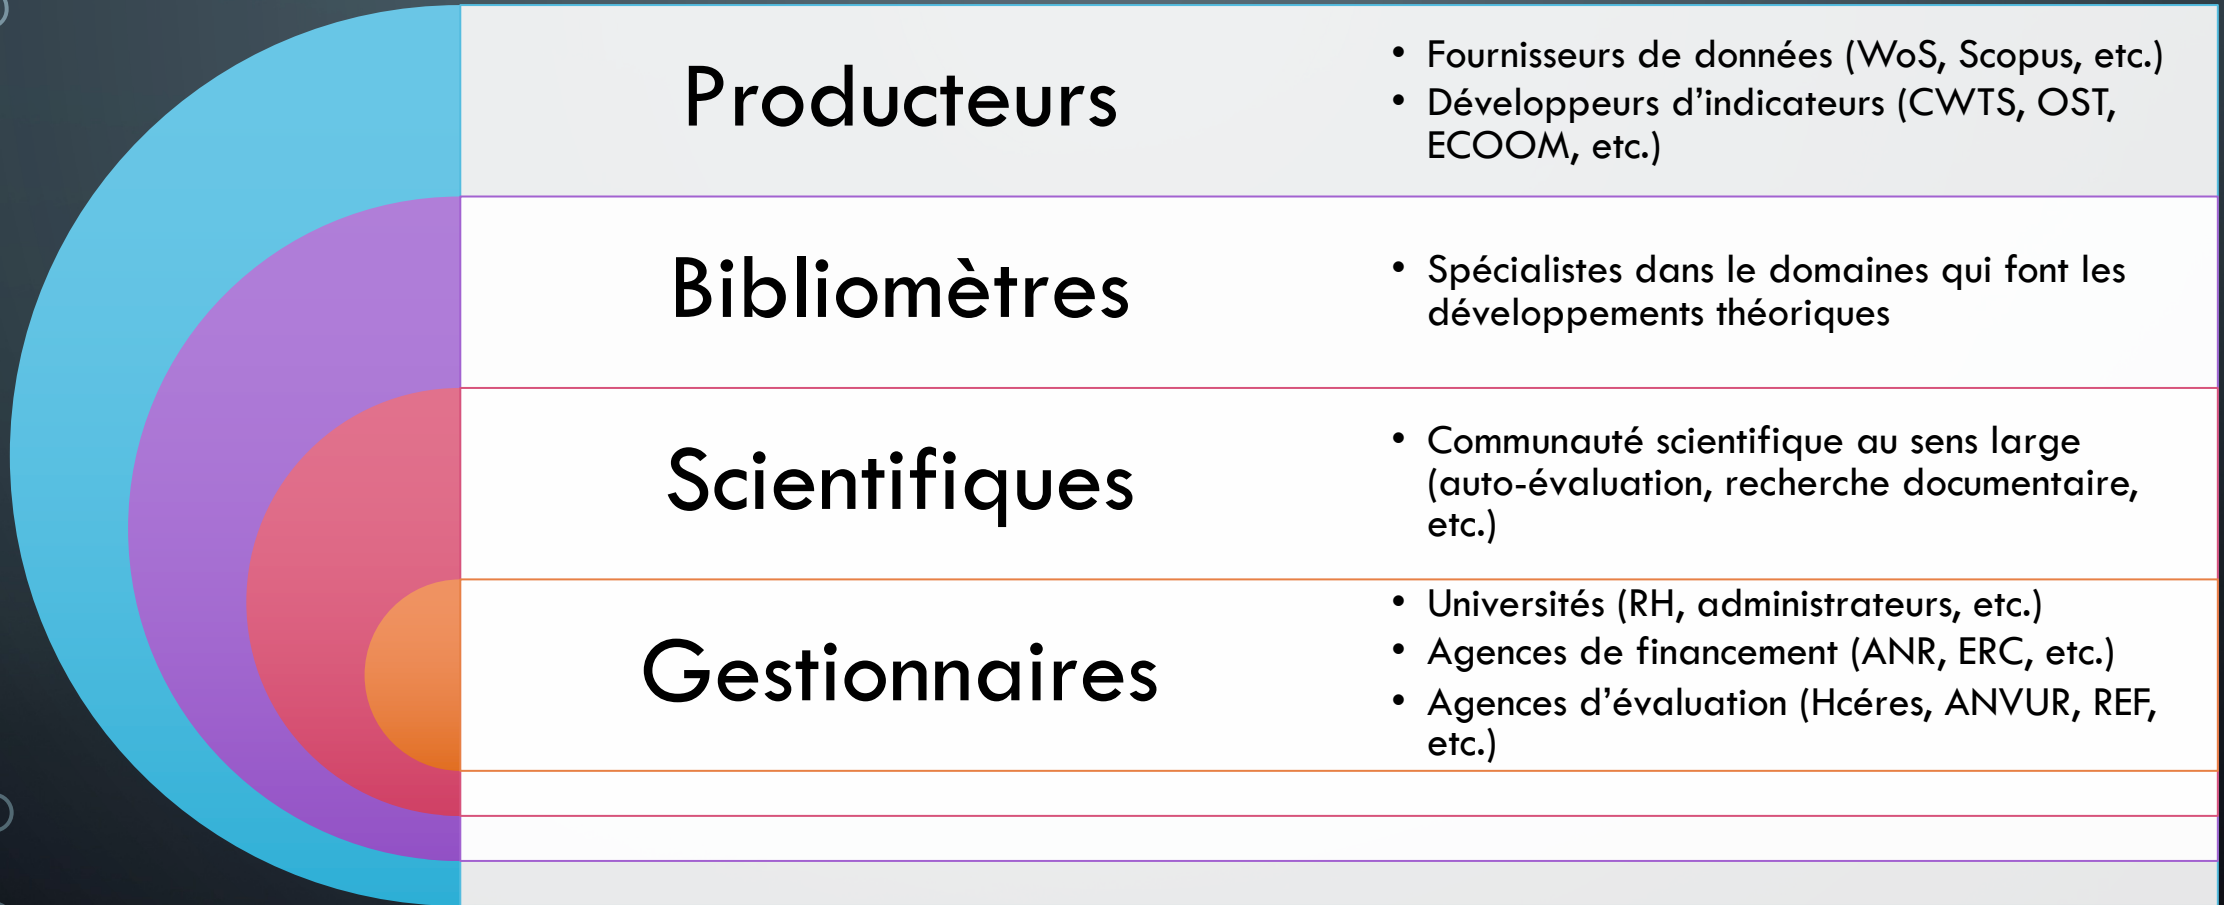 Producteurs
• Fournisseurs de données (WoS, Scopus, etc.)
• Développeurs d’indicateurs (CWTS, OST,
ECOOM, etc.)
Bibliomètres
• Spécialistes dans le domaines qui font les
développements théoriques
Scientifiques
• Communauté scientifique au sens large
(auto-évaluation, recherche documentaire,
etc.)
Gestionnaires
• Universités (RH, administrateurs, etc.)
• Agences de financement (ANR, ERC, etc.)
• Agences d’évaluation (Hcéres, ANVUR, REF,
etc.)